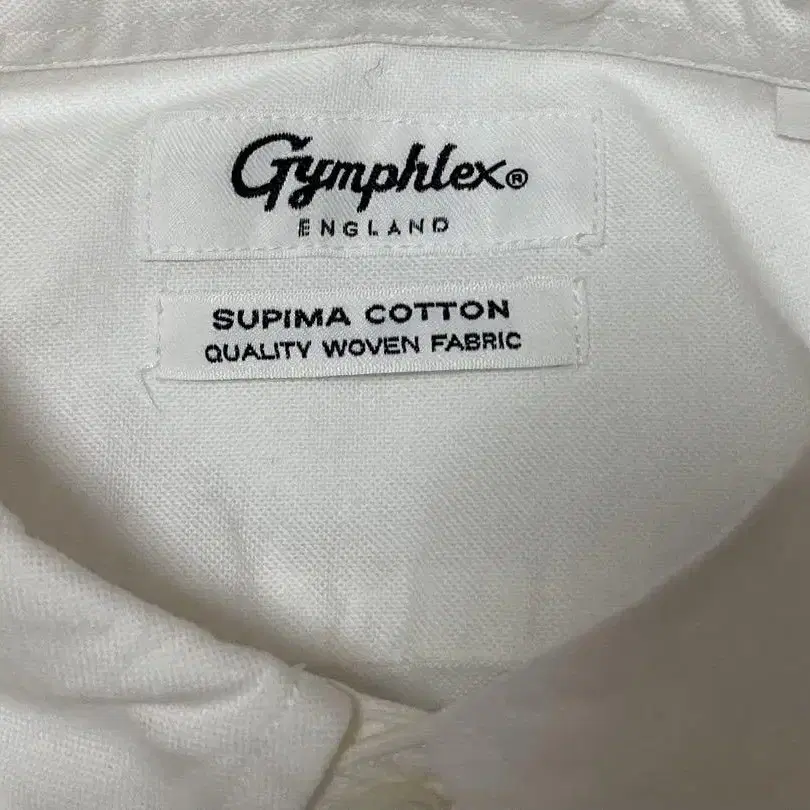 Gymphlex®
ENGLAND
SUPIMA COTTON
QUALITY WOVEN FABRIC